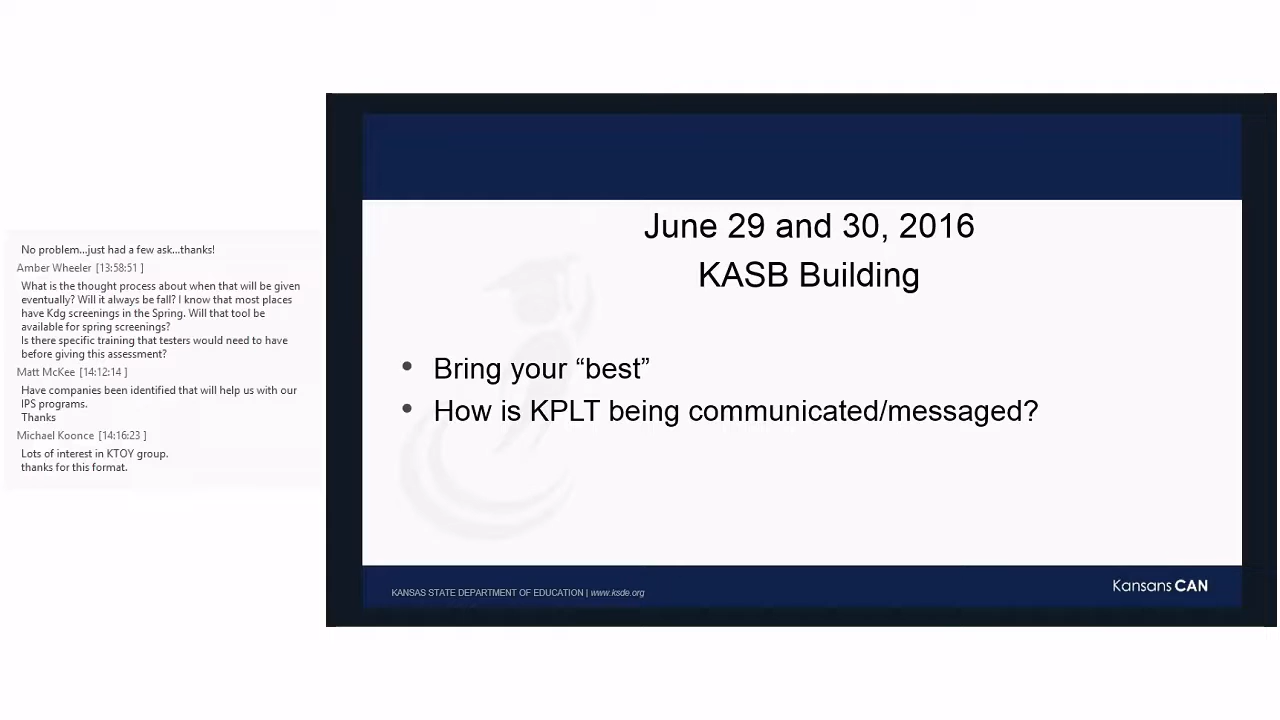 No problem...just had a few ask...thanks!
Amber Wheeler [13:58:51 ]
What is the thought process about when that will be given
eventually? Will it always be fall? I know that most places
have Kdg screenings in the Spring. Will that tool be
available for spring screenings?
Is there specific training that testers would need to have
before giving this assessment?
Matt McKee [14:12:14 ]
Have companies been identified that will help us with our
IPS programs.
Thanks
Michael Koonce [14:16:23 ]
Lots of interest in KTOY group.
thanks for this format.
June 29 and 30, 2016
KASB Building
• Bring your “best”
• How is KPLT being communicated/messaged?
KANSAS STATE DEPARTMENT OF EDUCATION | www.ksde.org
KansansCAN